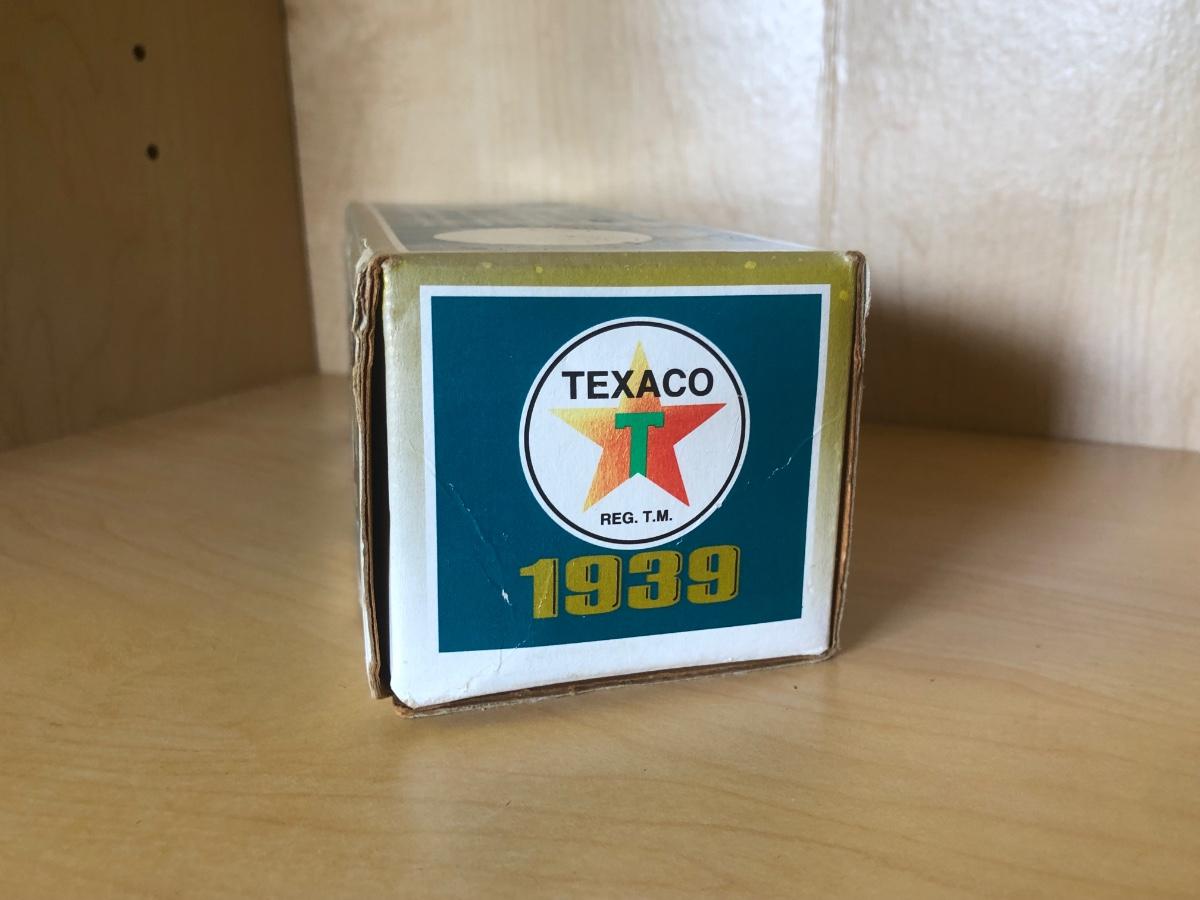 TEXACO
T
REG. T.M.
1939